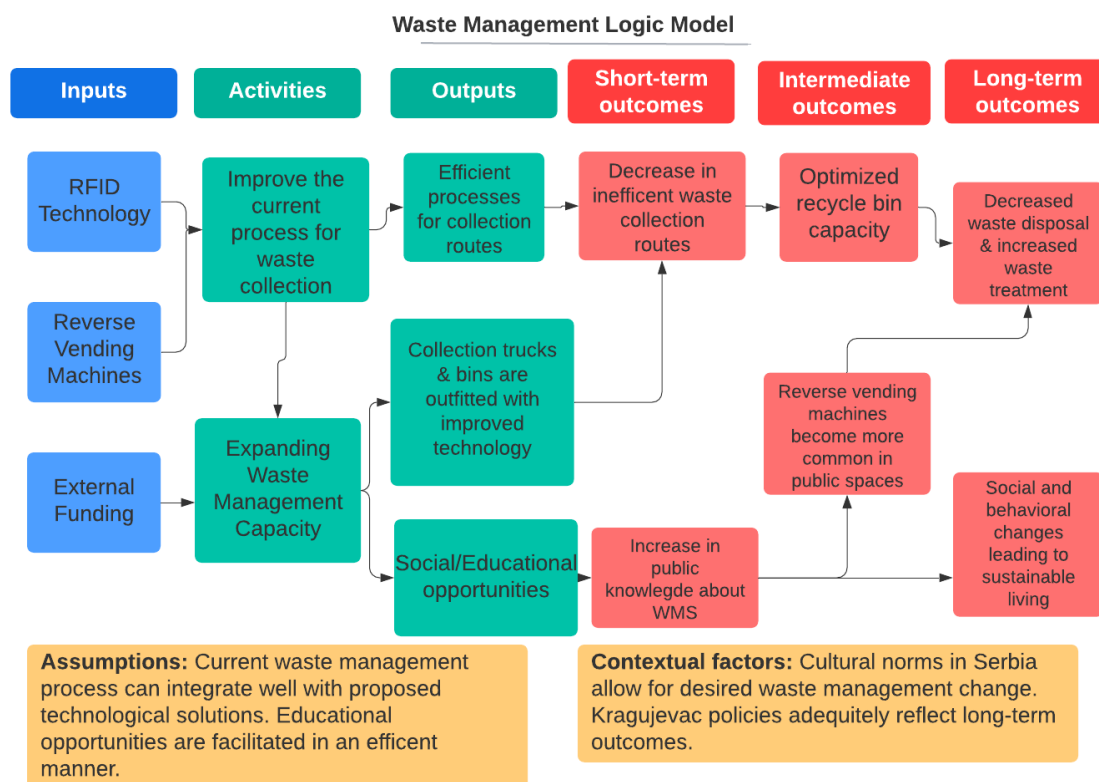 Waste Management Logic Model
Inputs
Activities
Outputs
Short-term
outcomes
Intermediate
outcomes
Long-term
outcomes
RFID
Technology
Reverse
Vending
Machines
External
Funding
Improve the
current
process for
waste
collection
Expanding
Waste
Management
Capacity
Efficient
processes
for collection
routes
Collection trucks
& bins are
outfitted with
improved
technology
Social/Educational
opportunities
Decrease in
inefficent waste
collection
routes
Increase in
public
knowlegde about
WMS
Optimized
recycle bin
capacity
Reverse vending
machines
become more
common in
public spaces
Decreased
waste disposal
& increased
waste
treatment
Social and
behavioral
changes
leading to
sustainable
living
Assumptions: Current waste management
process can integrate well with proposed
technological solutions. Educational
opportunities are facilitated in an efficent
manner.
Contextual factors: Cultural norms in Serbia
allow for desired waste management change.
Kragujevac policies adequitely reflect long-term
outcomes.